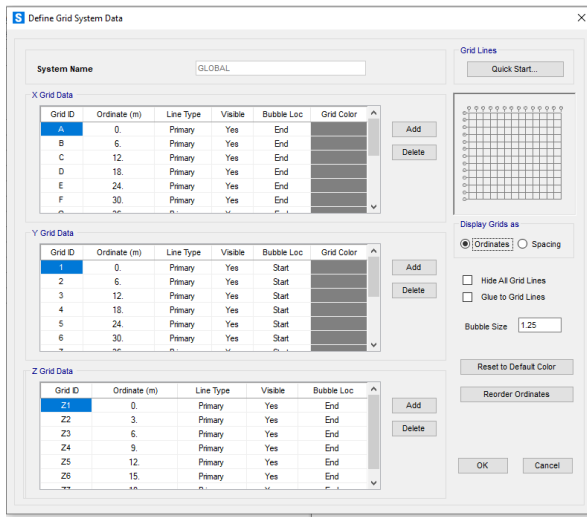 S Define Grid System Data
Grid Lines
System Name GLOBAL Quick Start...
X Grid Data
Grid ID Ordinate (m) Line Type Visible Bubble Loc Grid Color
A 0. Primary Yes End Add
B 6. Primary Yes End
C 12. Primary Yes End Delete
D 18. Primary Yes End
E 24. Primary Yes End
F 30. Primary Yes End
Display Grids as
Ordinates Spacing
Y Grid Data
Grid ID Ordinate (m) Line Type Visible Bubble Loc Grid Color
1 0. Primary Yes Start Add
2 6. Primary Yes Start Hide All Grid Lines
3 12. Primary Yes Start Delete Glue to Grid Lines
4 18. Primary Yes Start
5 24. Primary Yes Start Bubble Size 1.25
6 30. Primary Yes Start
Z Grid Data Reset to Default Color
Grid ID Ordinate (m) Line Type Visible Bubble Loc Reorder Ordinates
Z1 0. Primary Yes End Add
Z2 3. Primary Yes End
Z3 6. Primary Yes End Delete
Z4 9. Primary Yes End
Z5 12. Primary Yes End OK Cancel
Z6 15. Primary Yes End